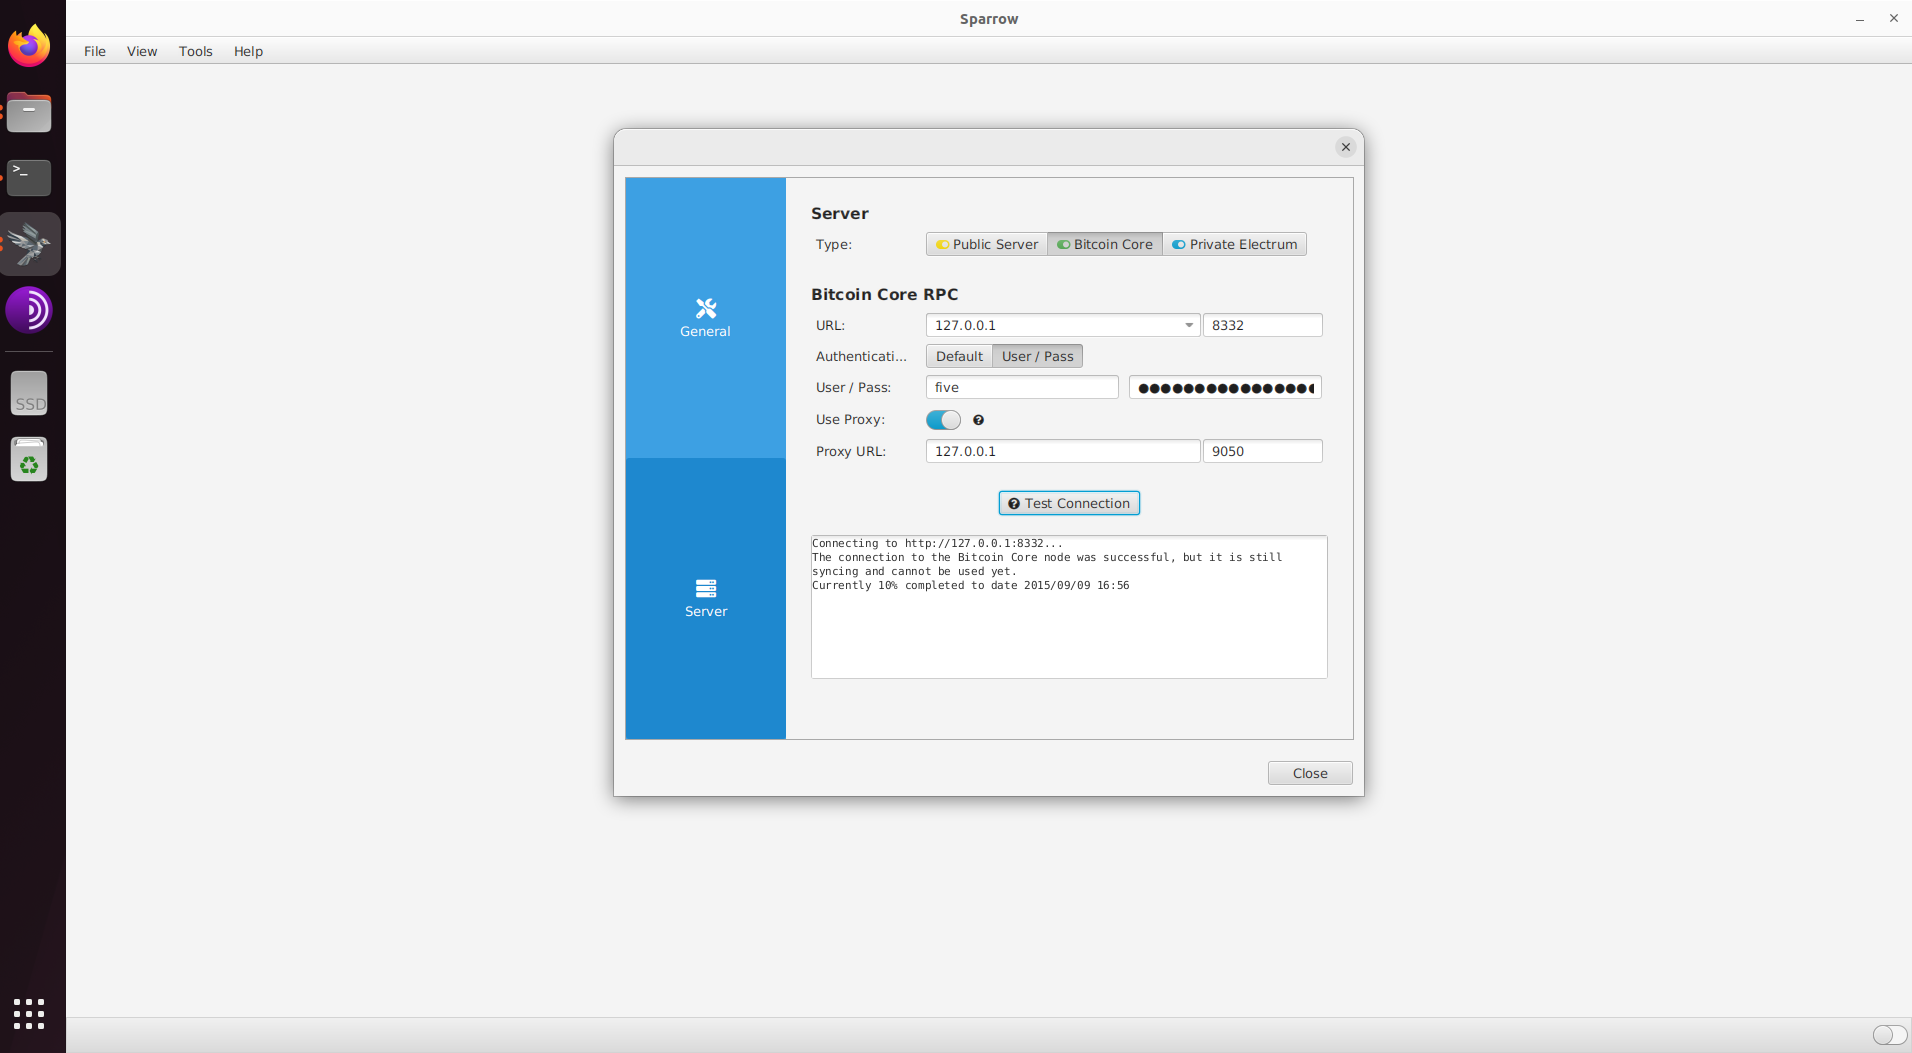 Sparrow
File View Tools Help
>_
SSD
General
Server
Server
Type: Public Server Bitcoin Core Private Electrum
Bitcoin Core RPC
URL: 127.0.0.1 8332
Authenticati... Default User / Pass
User / Pass: five ●●●●●●●●●●●●●●●●
Use Proxy:
Proxy URL: 127.0.0.1 9050
Test Connection
Connecting to http://127.0.0.1:8332...
The connection to the Bitcoin Core node was successful, but it is still
syncing and cannot be used yet.
Currently 10% completed to date 2015/09/09 16:56
Close